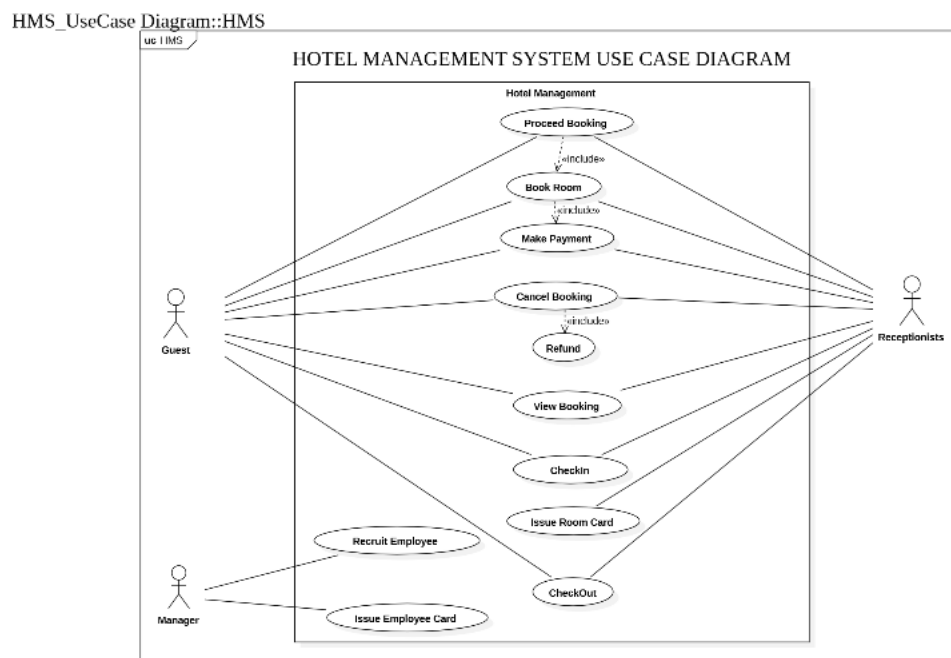 HMS_UseCase Diagram::HMS
uc HMS
HOTEL MANAGEMENT SYSTEM USE CASE DIAGRAM
Hotel Management
Proceed Booking
«include»
Book Room
«include»
Make Payment
Cancel Booking
«include»
Refund
Guest
Receptionists
View Booking
CheckIn
Issue Room Card
Recruit Employee
CheckOut
Manager
Issue Employee Card